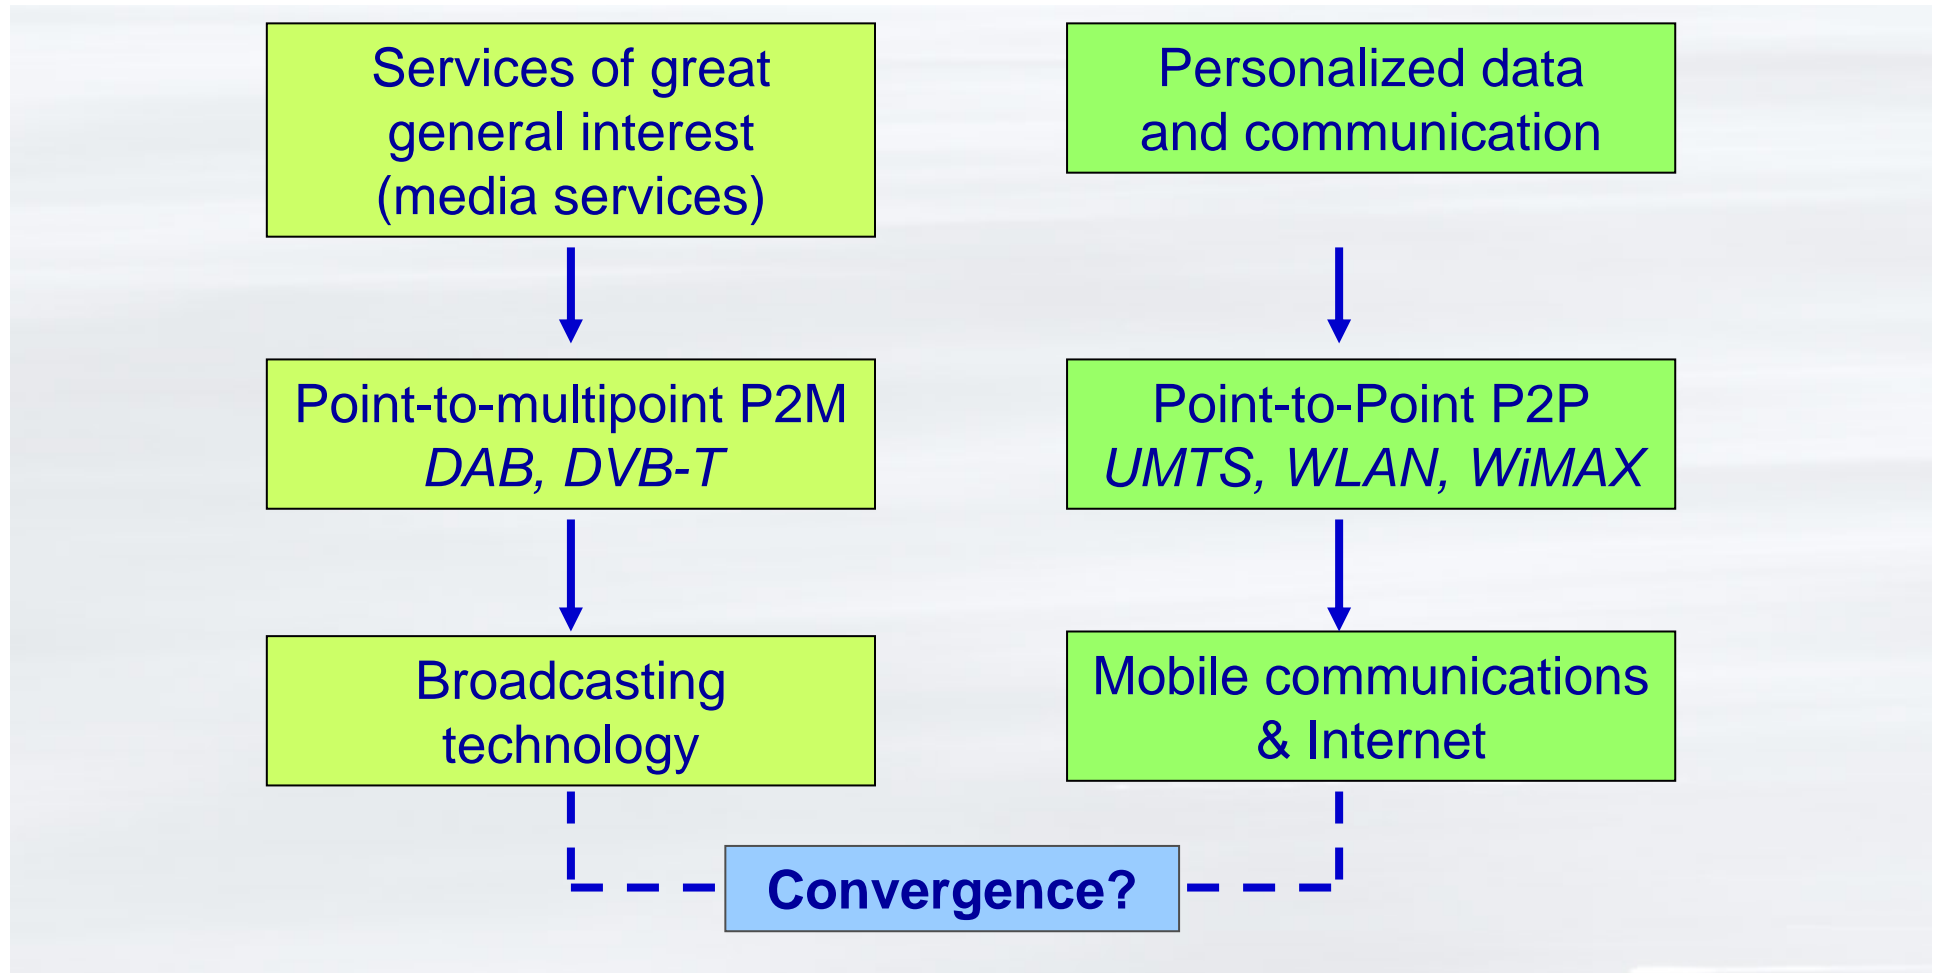 Services of great
general interest
(media services)
Personalized data
and communication
Point-to-multipoint P2M
DAB, DVB-T
Point-to-Point P2P
UMTS, WLAN, WiMAX
Broadcasting
technology
Mobile communications
& Internet
Convergence?